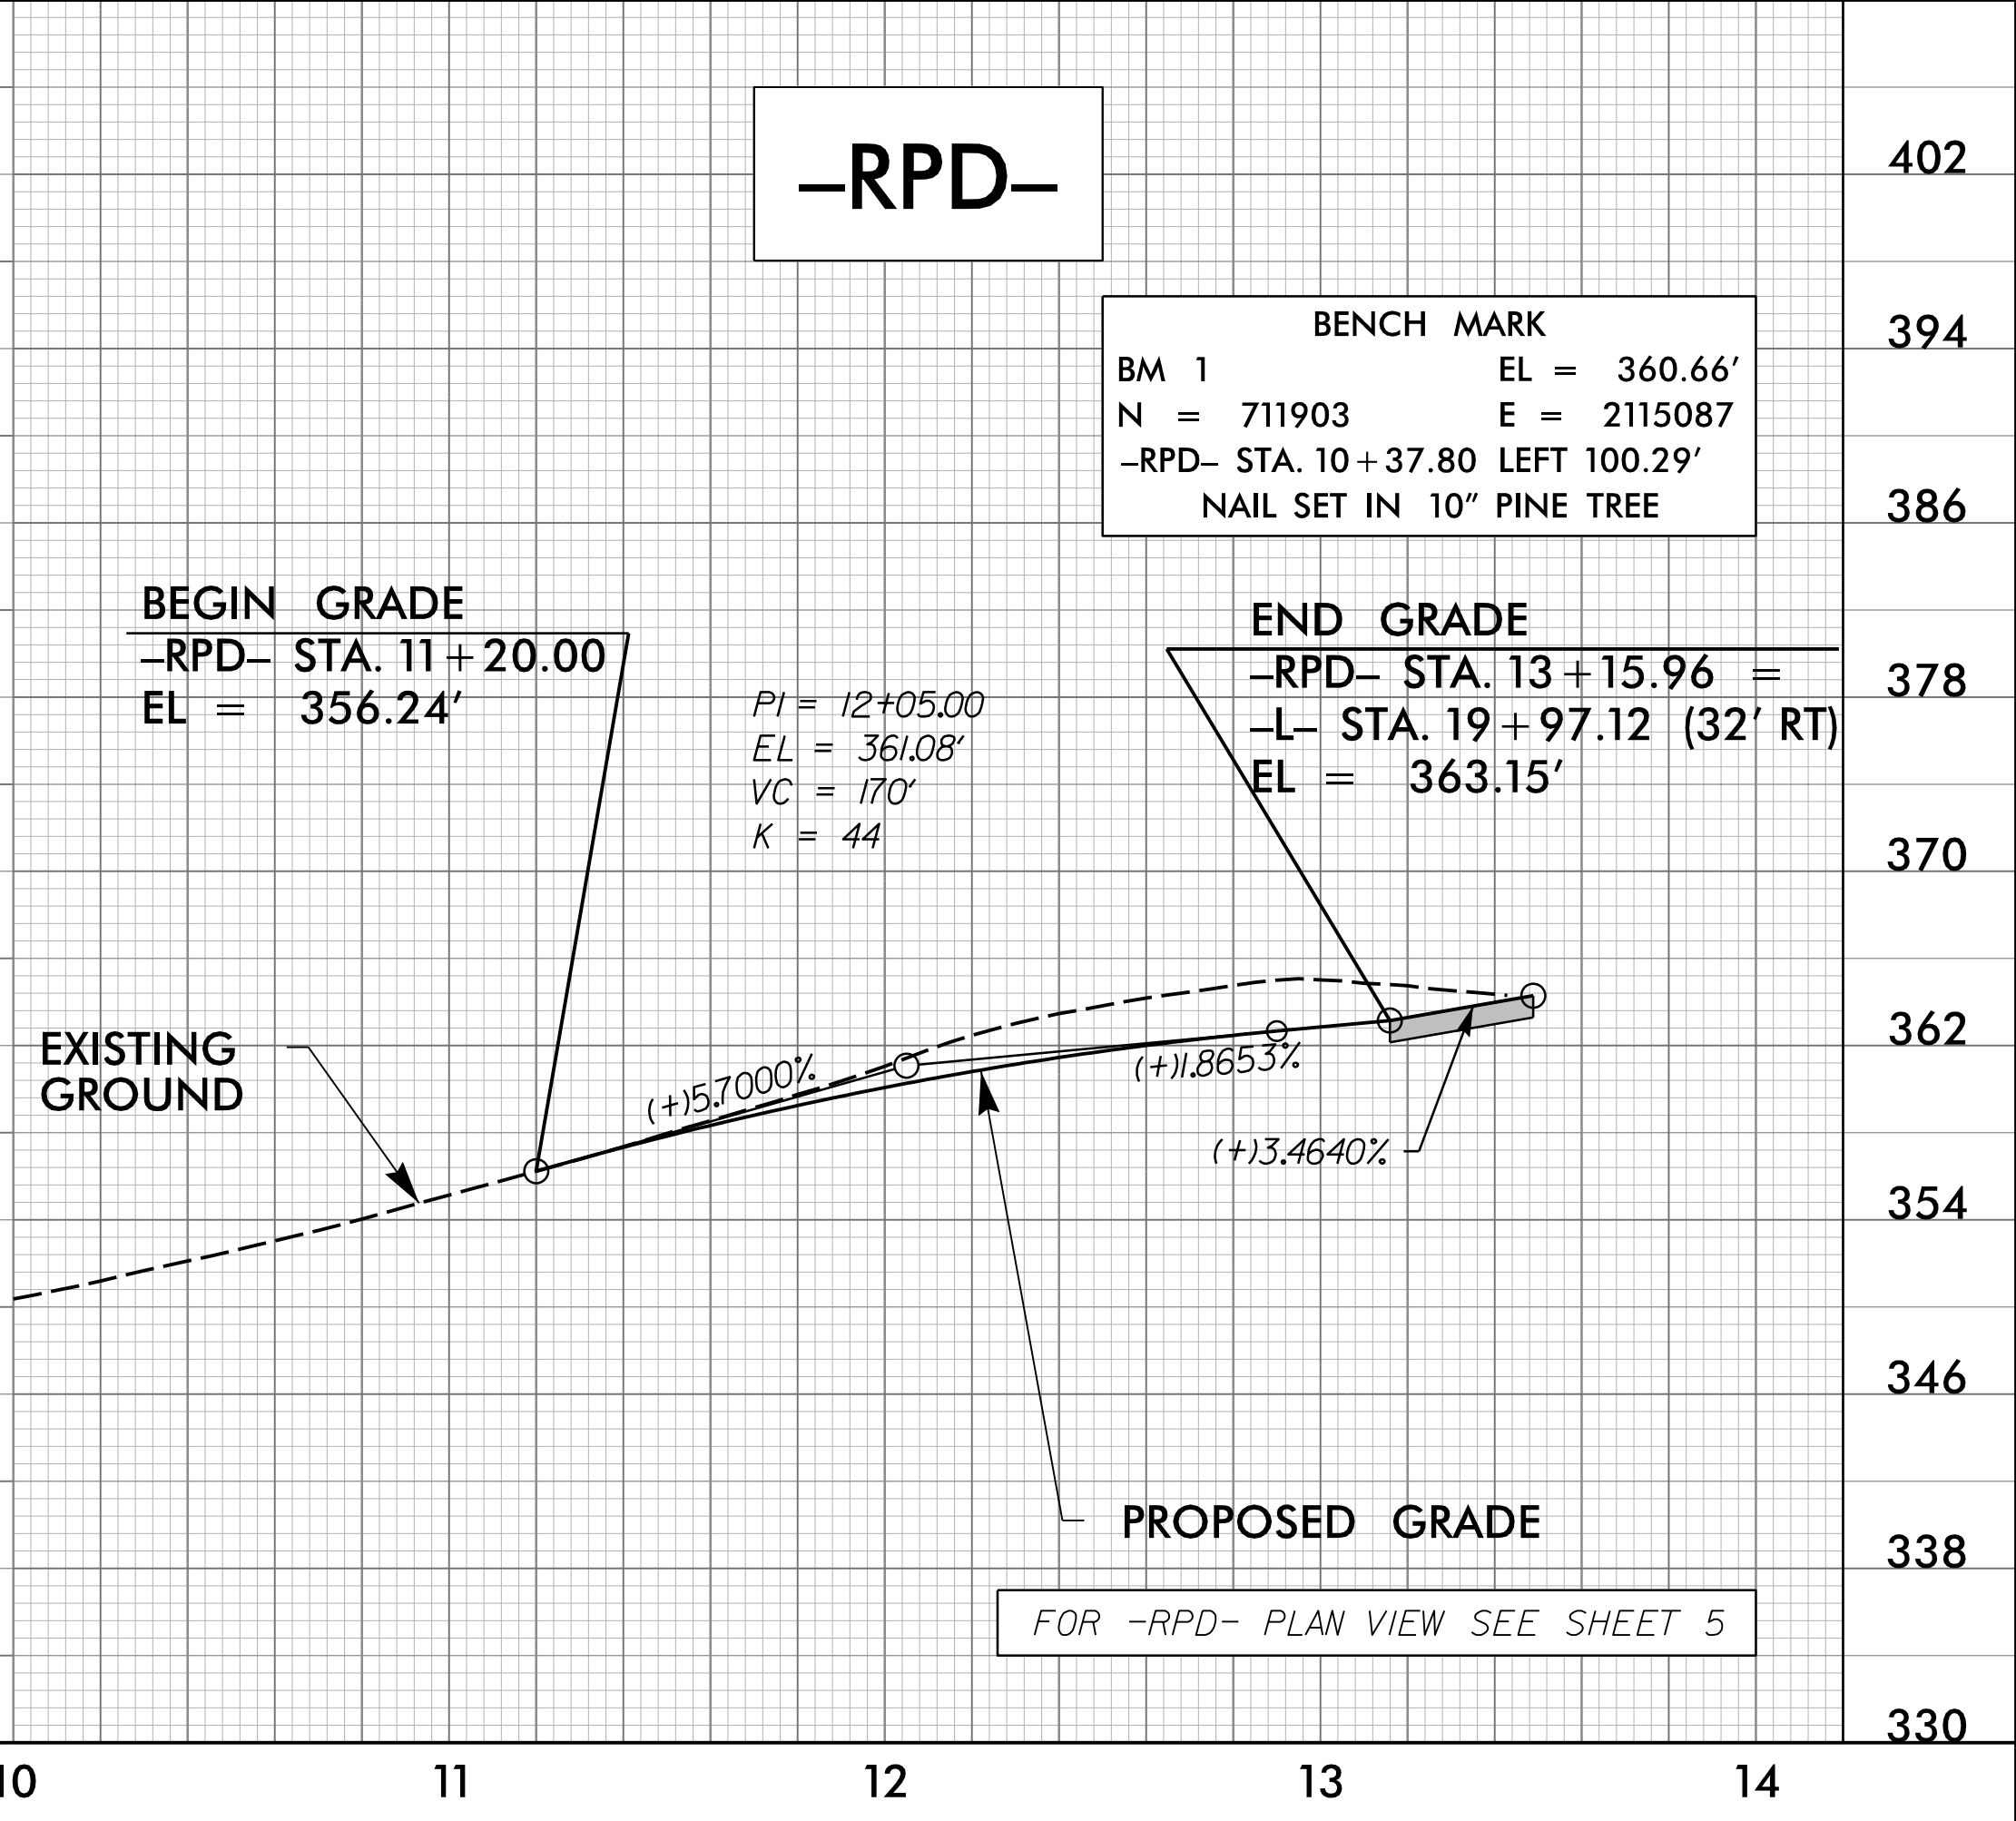 –RPD–
402
394
386
378
370
362
354
346
338
330
BENCH MARK
BM 1 EL = 360.66'
N = 711903 E = 2115087
–RPD– STA. 10+37.80 LEFT 100.29'
NAIL SET IN 10" PINE TREE
BEGIN GRADE
–RPD– STA. 11+20.00
EL = 356.24'
PI = 12+05.00
EL = 361.08'
VC = 170'
K = 44
END GRADE
–RPD– STA. 13+15.96 =
–L– STA. 19+97.12 (32' RT)
EL = 363.15'
EXISTING
GROUND
(+)5.7000%
(+)1.8653%
(+)3.4640%
PROPOSED GRADE
FOR -RPD- PLAN VIEW SEE SHEET 5
10 11 12 13 14